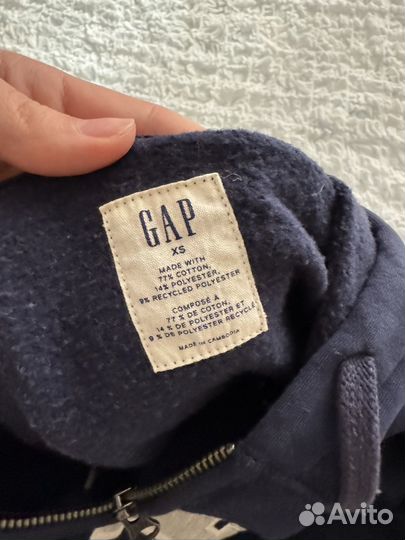 GAP
XS
MADE WITH
77% COTTON,
14% POLYESTER,
9% RECYCLED POLYESTER
COMPOSÉ À
77 % DE COTON,
14 % DE POLYESTER ET
9 % DE POLYESTER RECYCLÉ
MADE IN CAMBODIA
Avito